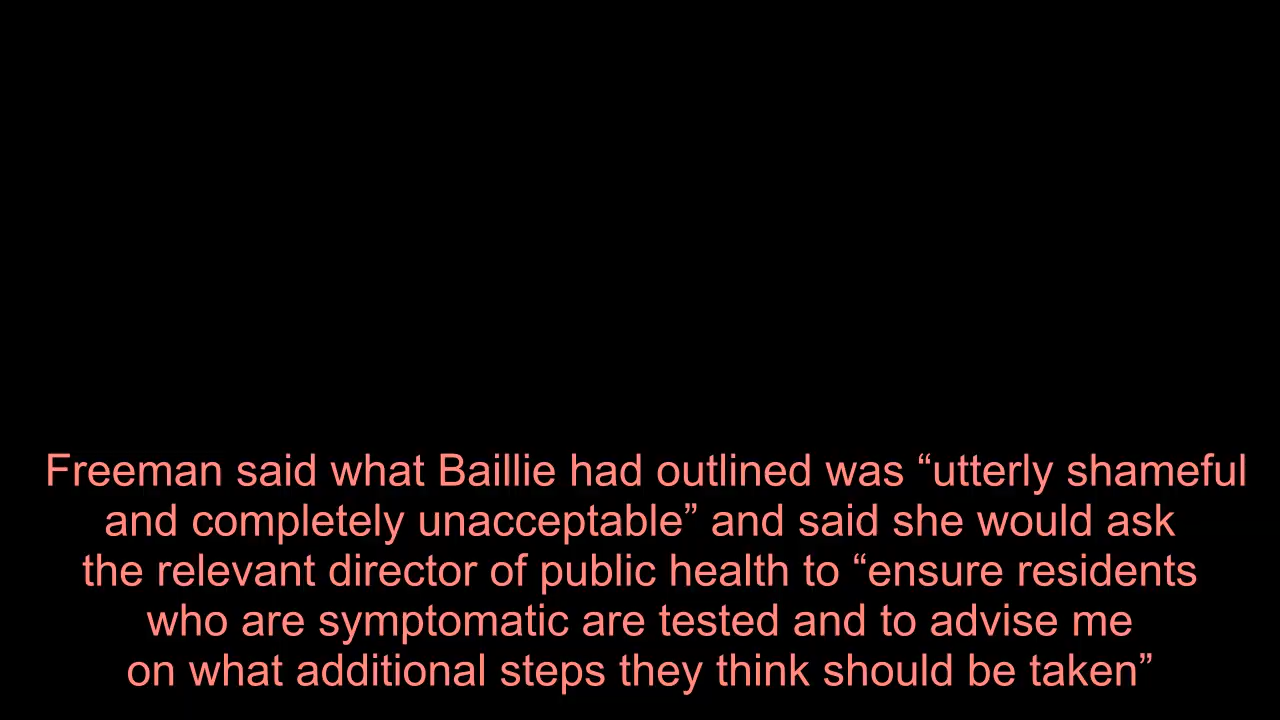 Freeman said what Baillie had outlined was “utterly shameful
and completely unacceptable” and said she would ask
the relevant director of public health to “ensure residents
who are symptomatic are tested and to advise me
on what additional steps they think should be taken”